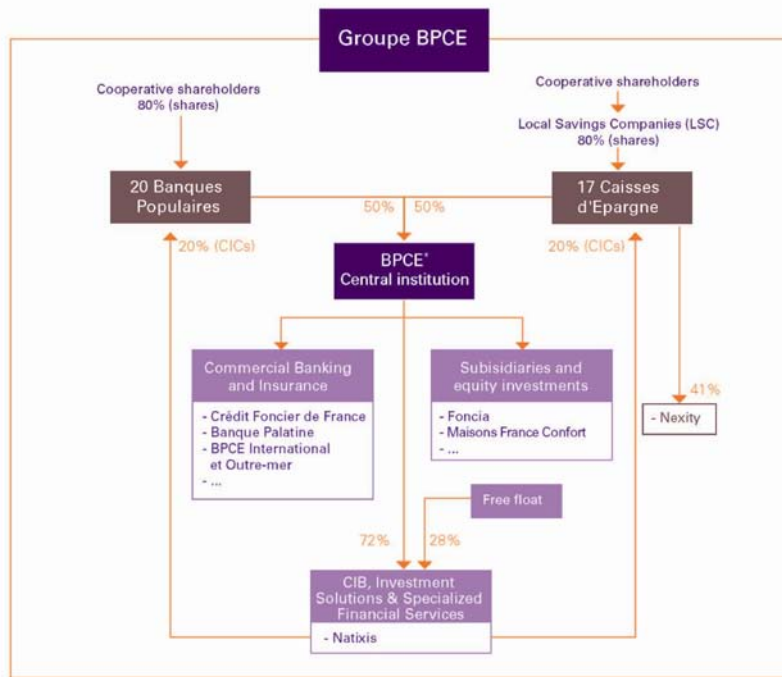 Groupe BPCE
Cooperative shareholders
80% (shares)
Cooperative shareholders
Local Savings Companies (LSC)
80% (shares)
20 Banques
Populaires
17 Caisses
d'Epargne
50%
50%
20% (CICs)
20% (CICs)
BPCE*
Central institution
Commercial Banking
and Insurance
- Crédit Foncier de France
- Banque Palatine
- BPCE International
et Outre-mer
- ...
Subisidiaries and
equity investments
- Foncia
- Maisons France Confort
- ...
41%
- Nexity
Free float
72%
28%
CIB, Investment
Solutions & Specialized
Financial Services
- Natixis